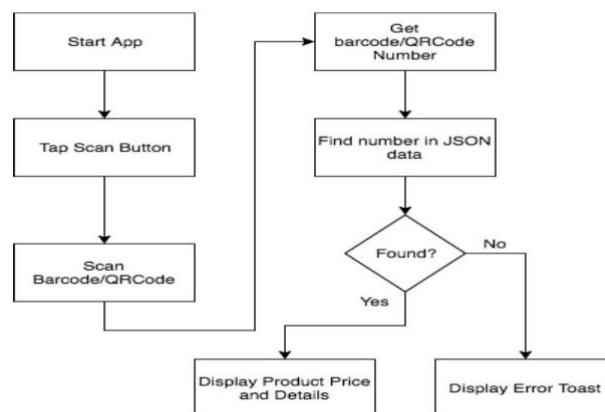 Start App
Tap Scan Button
Scan
Barcode/QRCode
Get
barcode/QRCode
Number
Find number in JSON
data
Found?
No
Yes
Display Product Price
and Details
Display Error Toast